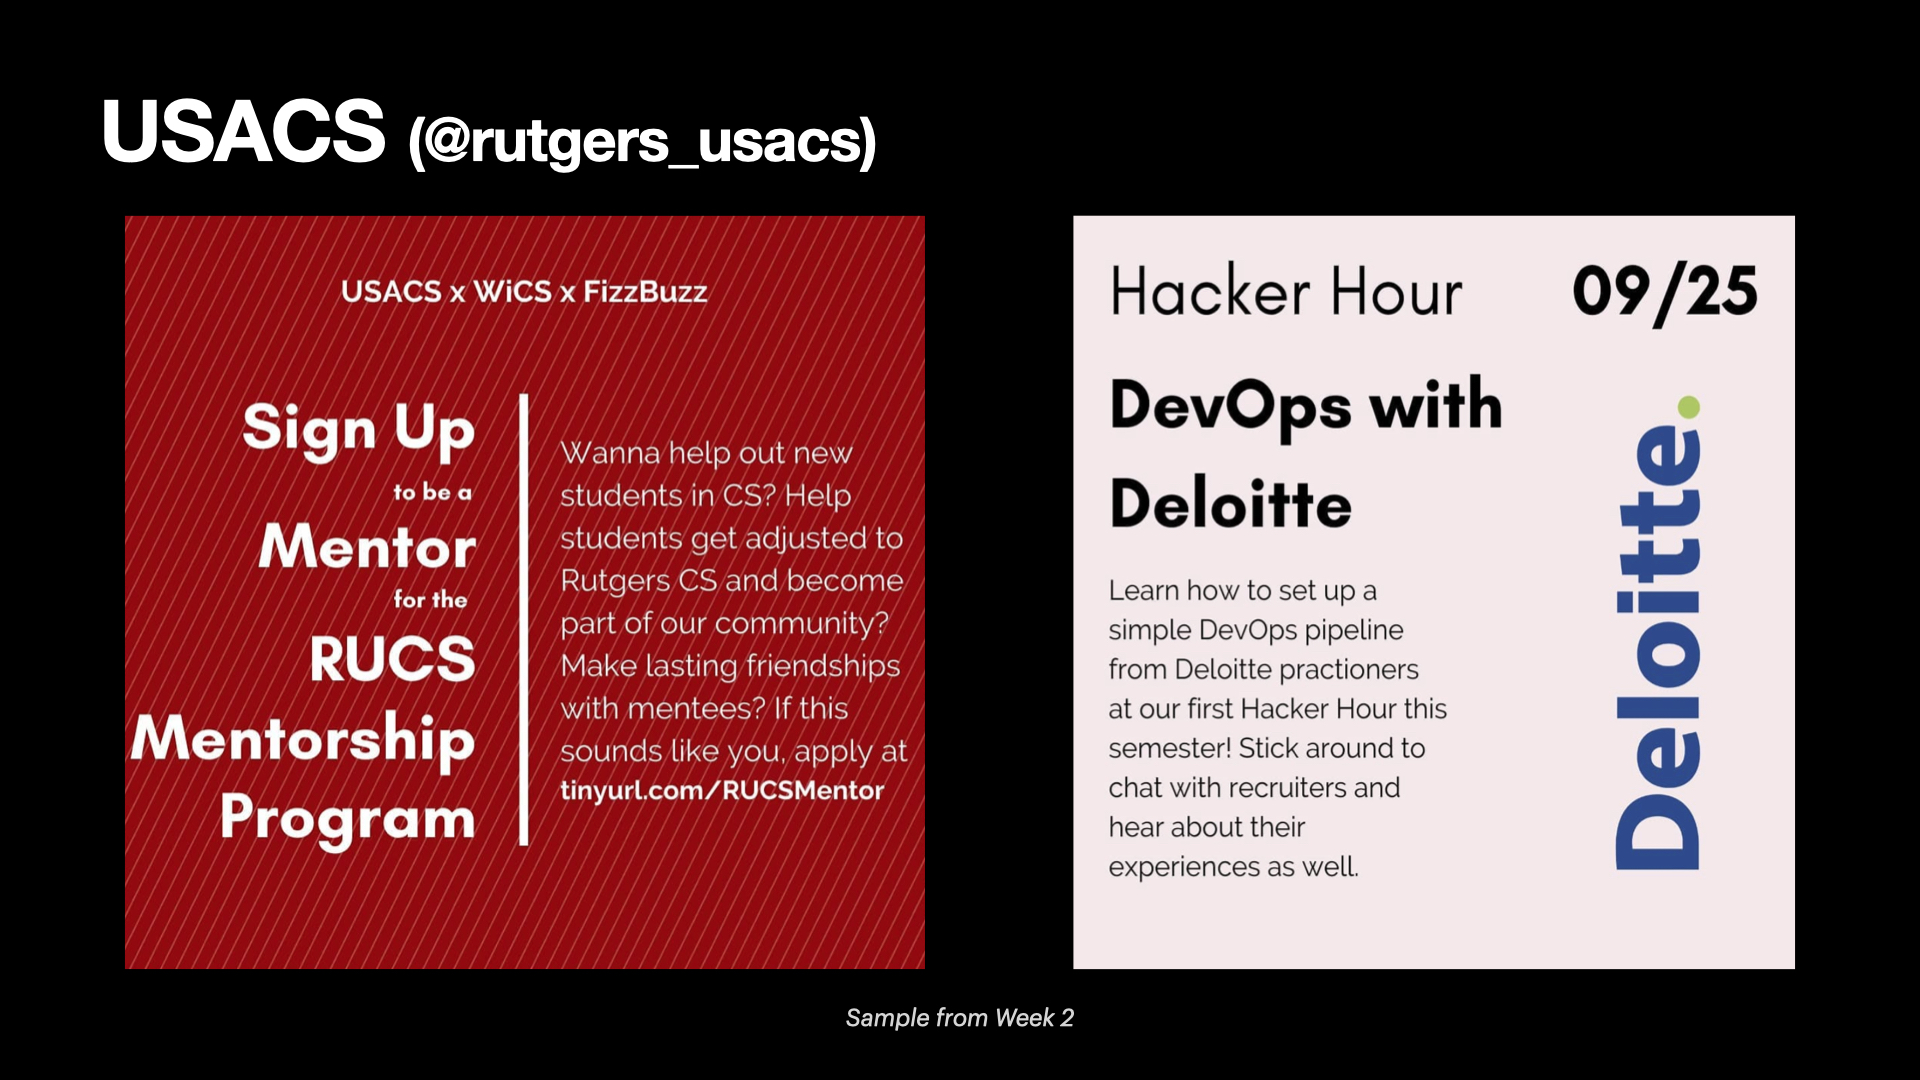 USACS (@rutgers_usacs)
USACS x WiCS x FizzBuzz
Sign Up
to be a
Mentor
for the
RUCS
Mentorship
Program
Wanna help out new
students in CS? Help
students get adjusted to
Rutgers CS and become
part of our community?
Make lasting friendships
with mentees? If this
sounds like you, apply at
tinyurl.com/RUCSMentor
Hacker Hour
09/25
DevOps with
Deloitte
Learn how to set up a
simple DevOps pipeline
from Deloitte practioners
at our first Hacker Hour this
semester! Stick around to
chat with recruiters and
hear about their
experiences as well.
Deloitte.
Sample from Week 2